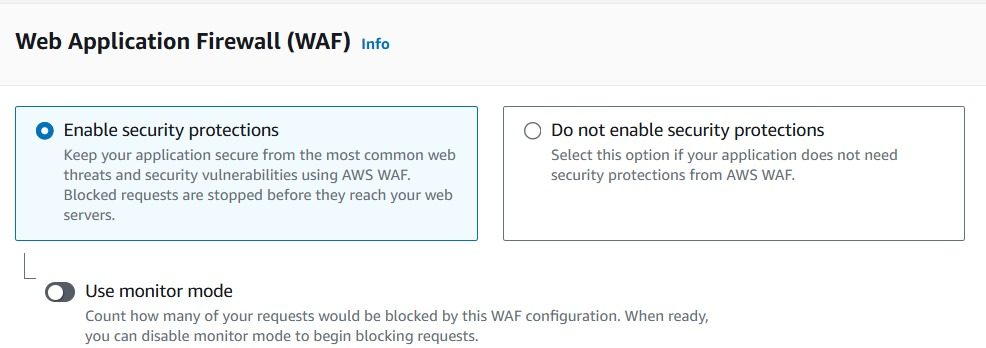 Web Application Firewall (WAF) Info
Enable security protections
Keep your application secure from the most common web
threats and security vulnerabilities using AWS WAF.
Blocked requests are stopped before they reach your web
servers.
Do not enable security protections
Select this option if your application does not need
security protections from AWS WAF.
Use monitor mode
Count how many of your requests would be blocked by this WAF configuration. When ready,
you can disable monitor mode to begin blocking requests.